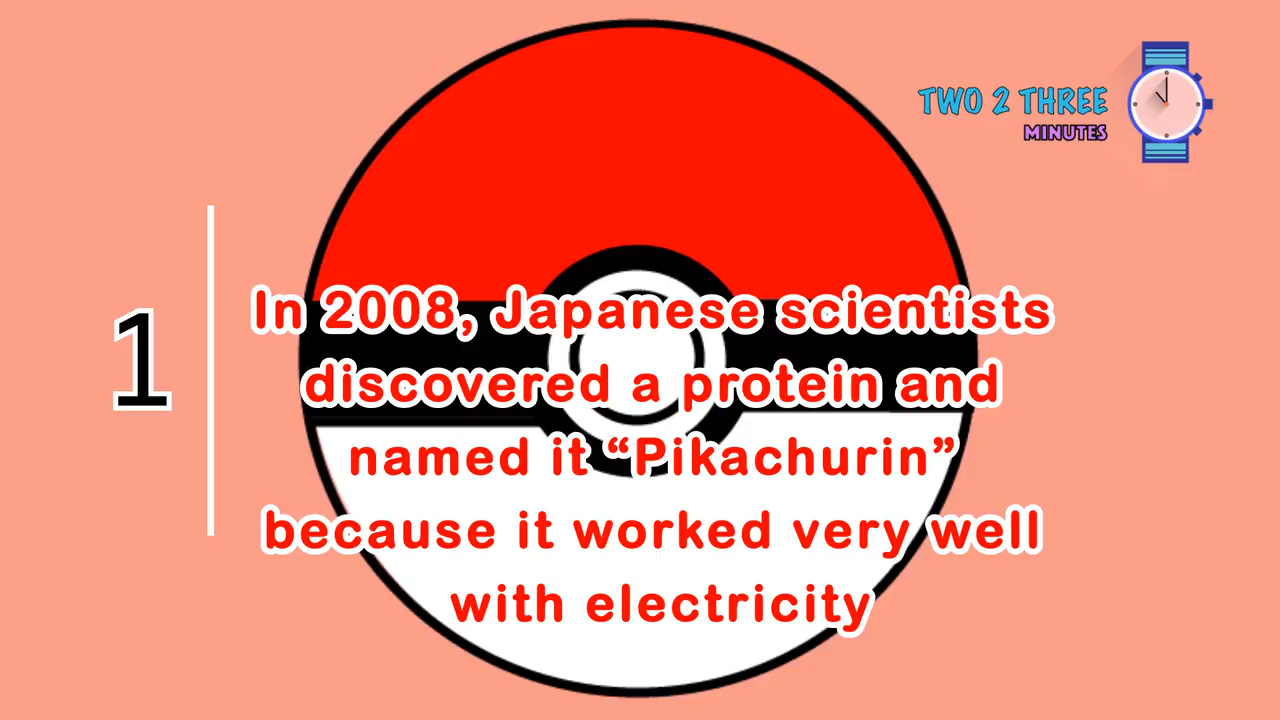 TWO 2 THREE
MINUTES
1
In 2008, Japanese scientists
discovered a protein and
named it “Pikachurin”
because it worked very well
with electricity